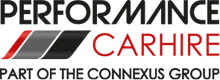 PERFORMANCE
CARHIRE
PART OF THE CONNEXUS GROUP